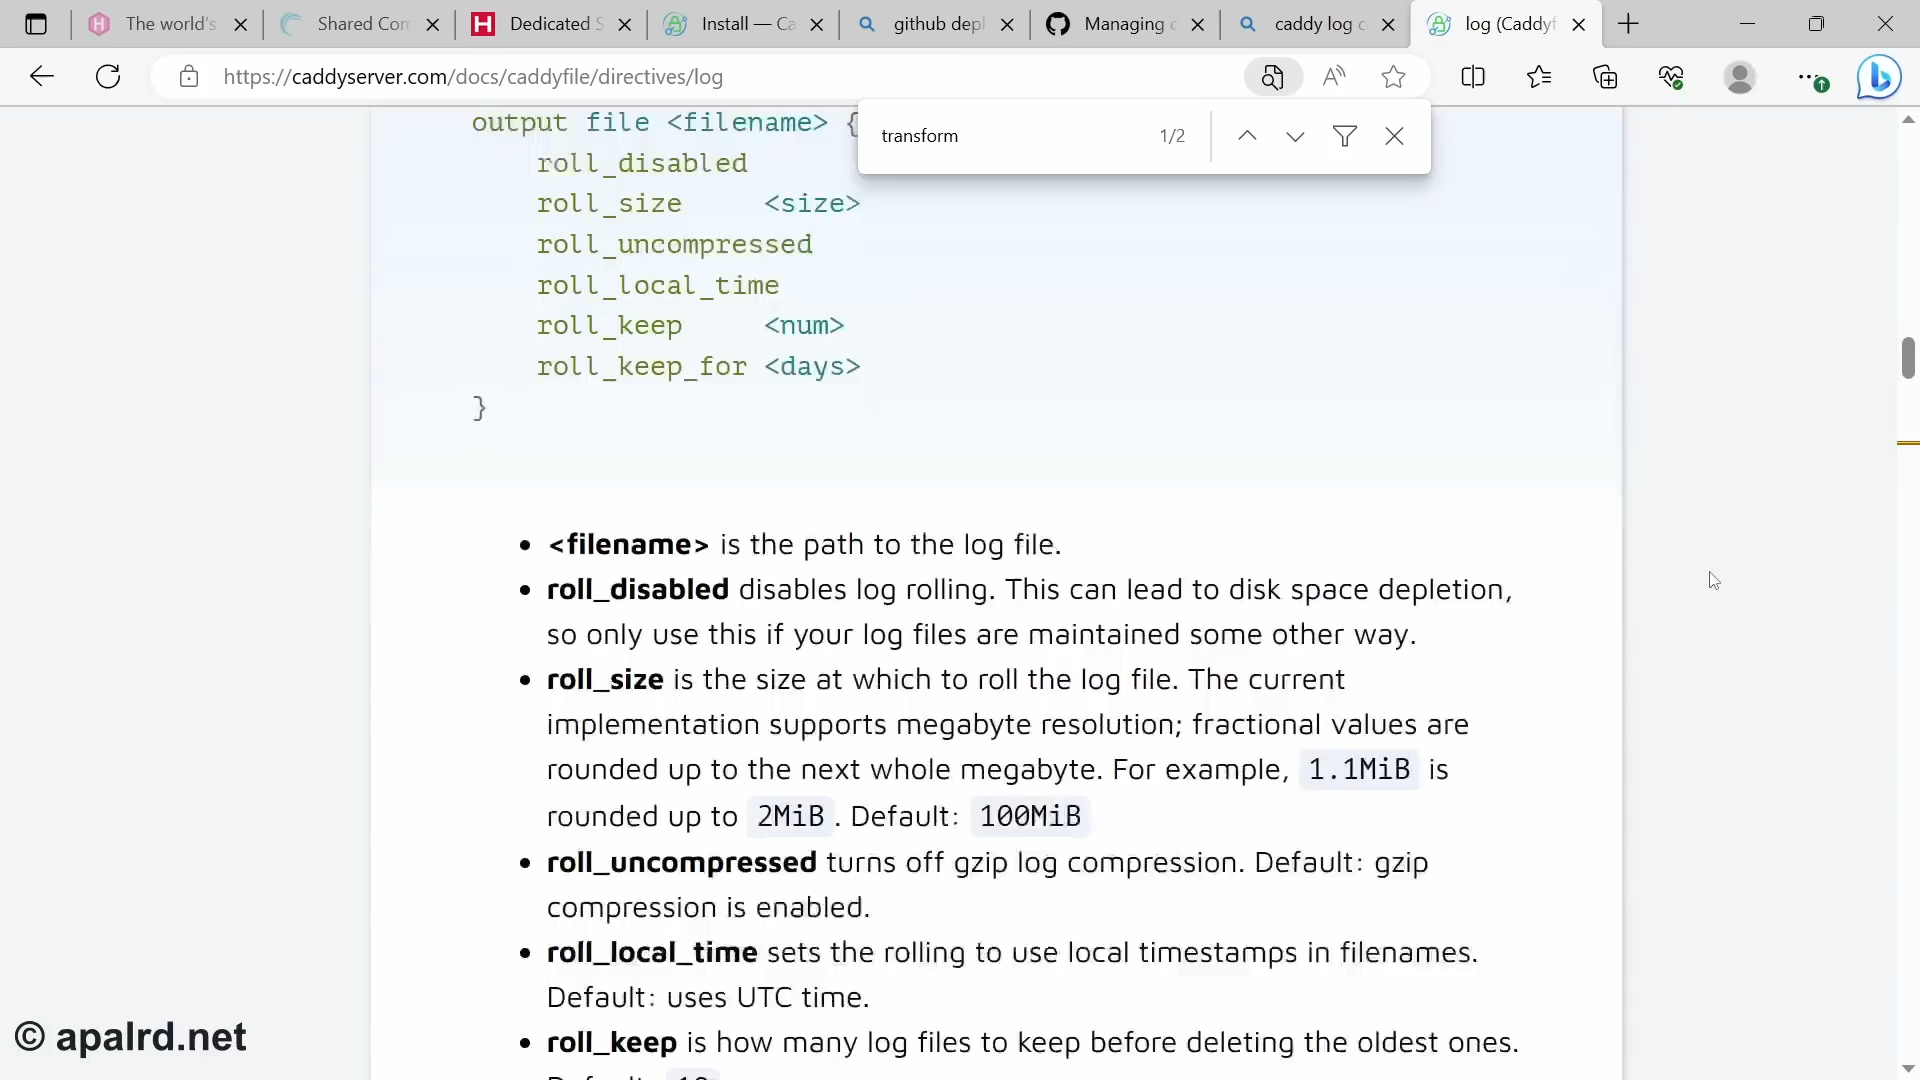 The world's
Shared Com
Dedicated S
Install — Ca
github depl
Managing
caddy log c
log (Caddyf
https://caddyserver.com/docs/caddyfile/directives/log
transform
1/2
output file <filename> {
roll_disabled
roll_size <size>
roll_uncompressed
roll_local_time
roll_keep <num>
roll_keep_for <days>
}
• <filename> is the path to the log file.
• roll_disabled disables log rolling. This can lead to disk space depletion,
so only use this if your log files are maintained some other way.
• roll_size is the size at which to roll the log file. The current
implementation supports megabyte resolution; fractional values are
rounded up to the next whole megabyte. For example, 1.1MiB is
rounded up to 2MiB. Default: 100MiB
• roll_uncompressed turns off gzip log compression. Default: gzip
compression is enabled.
• roll_local_time sets the rolling to use local timestamps in filenames.
Default: uses UTC time.
• roll_keep is how many log files to keep before deleting the oldest ones.
© apalrd.net